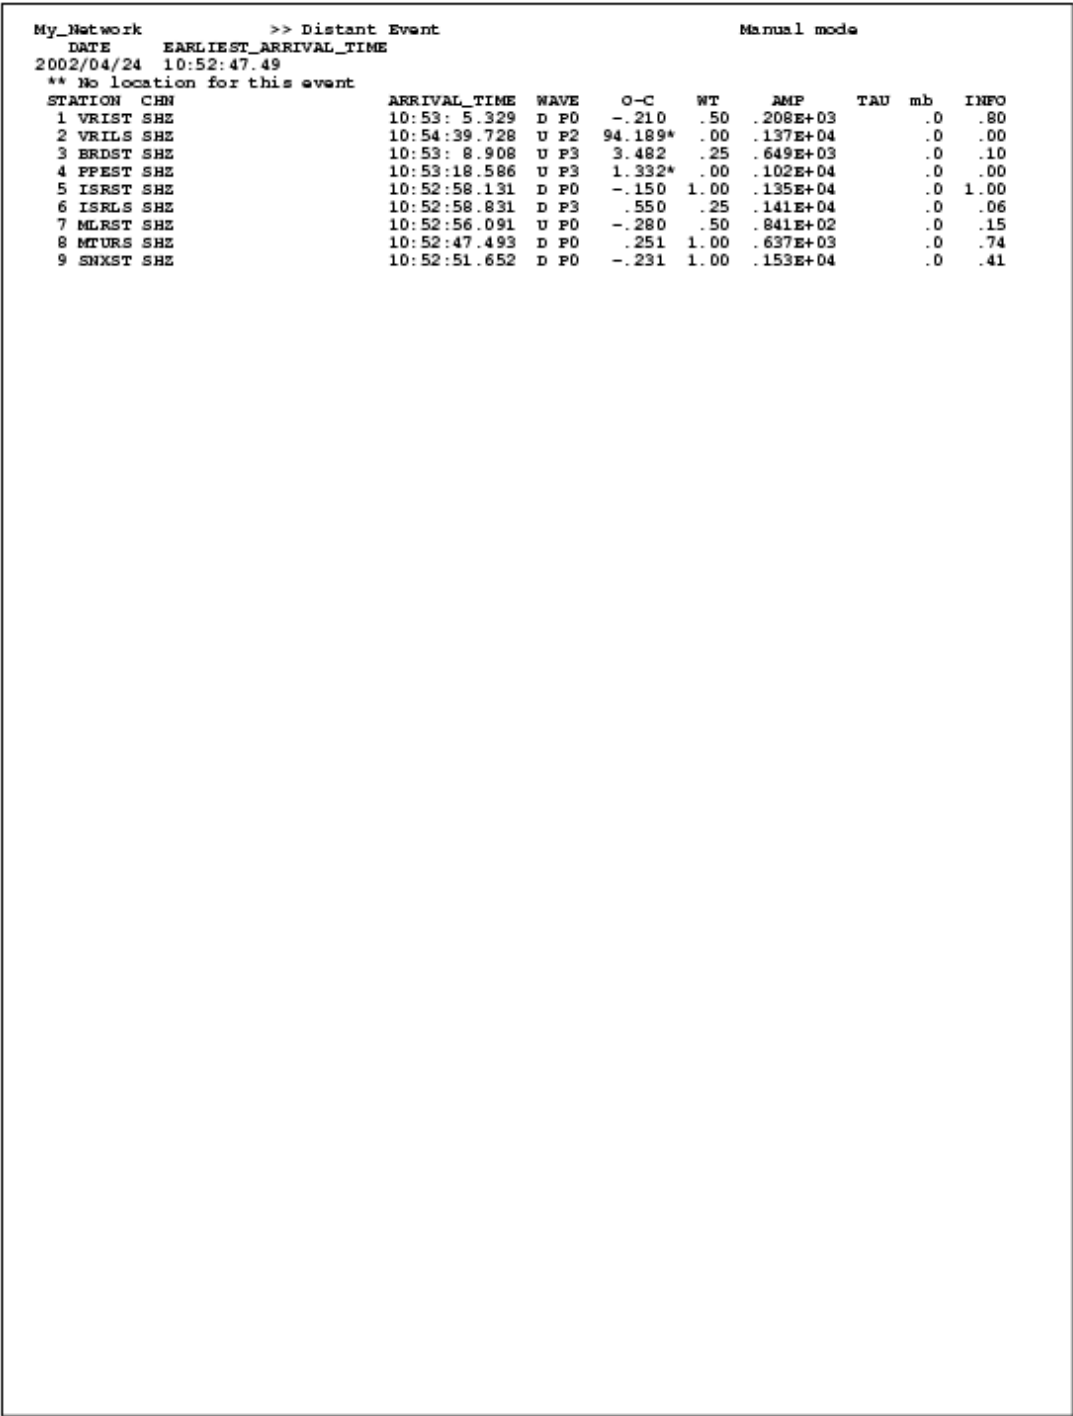 My_Network >> Distant Event Manual mode
DATE EARLIEST_ARRIVAL_TIME
2002/04/24 10:52:47.49
** No location for this event
STATION CHN ARRIVAL_TIME WAVE O-C WT AMP TAU mb INFO
1 VRIST SHZ 10:53: 5.329 D P0 -.210 .50 .208E+03 .0 .80
2 VRILS SHZ 10:54:39.728 U P2 94.189* .00 .137E+04 .0 .00
3 BRDST SHZ 10:53: 8.908 U P3 3.482 .25 .649E+03 .0 .10
4 PPEST SHZ 10:53:18.586 U P3 1.332* .00 .102E+04 .0 .00
5 ISRST SHZ 10:52:58.131 D P0 -.150 1.00 .135E+04 .0 1.00
6 ISRLS SHZ 10:52:58.831 D P3 .550 .25 .141E+04 .0 .06
7 MLRST SHZ 10:52:56.091 U P0 -.280 .50 .841E+02 .0 .15
8 MTURS SHZ 10:52:47.493 D P0 .251 1.00 .637E+03 .0 .74
9 SNXST SHZ 10:52:51.652 D P0 -.231 1.00 .153E+04 .0 .41